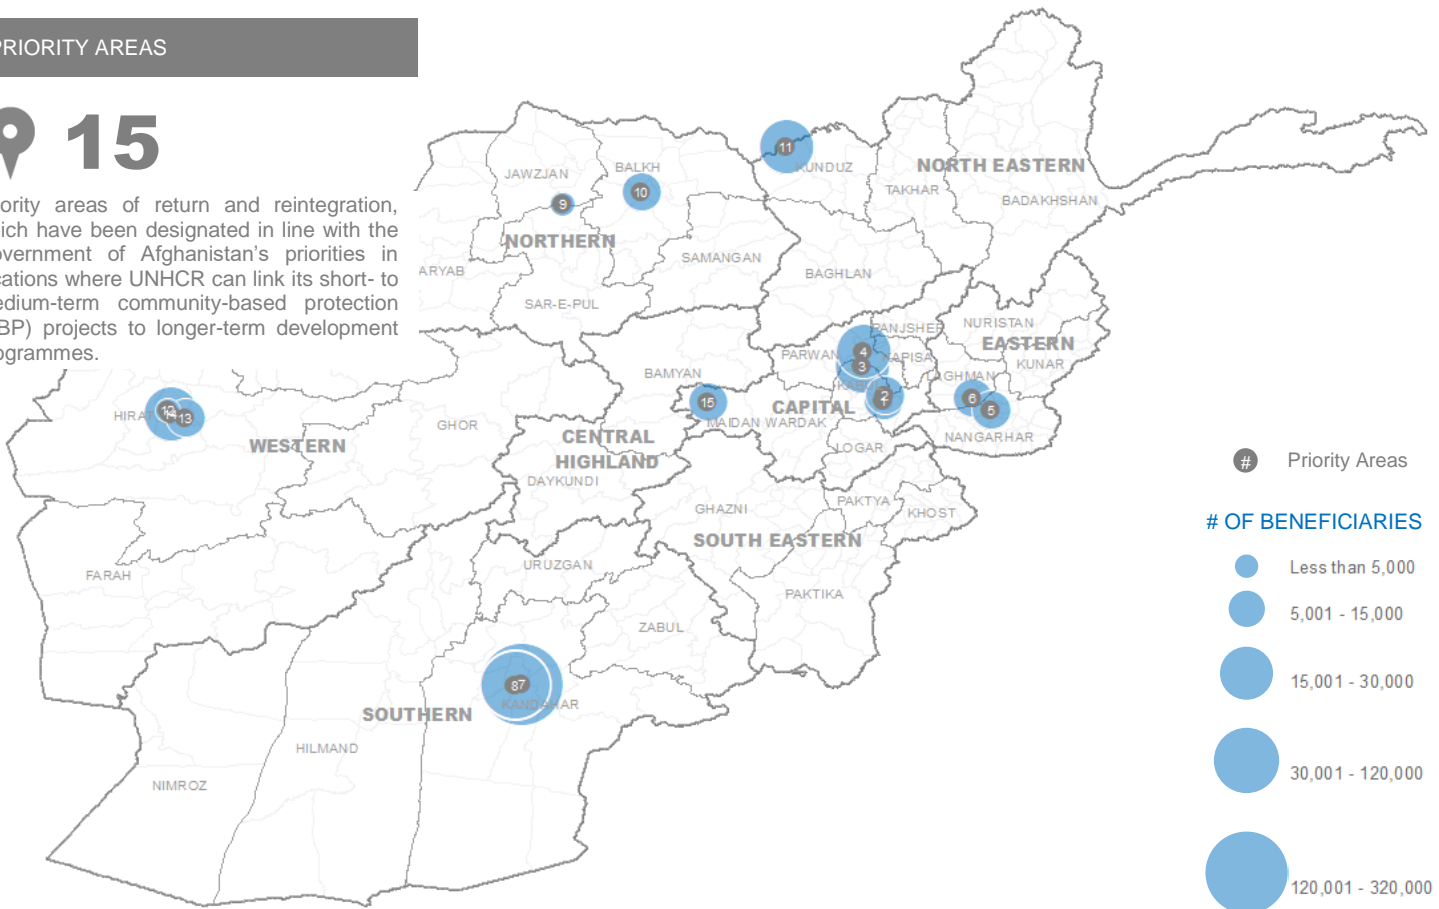 PRIORITY AREAS
15
ority areas of return and reintegration,
ich have been designated in line with the
overnment of Afghanistan's priorities in
cations where UNHCR can link its short- to
edium-term community-based protection
BP) projects to longer-term development
ogrammes.
11
KUNDUZ
NORTH EASTERN
TAKHAR
BADAKHSHAN
JAWZJAN
BALKH
10
9
NORTHERN
ARYAB
SAMANGAN
BAGHLAN
SAR-E-PUL
PANJSHER
NURISTAN
EASTERN
4
PARWAN
KAPISA
3
KUNAR
BAMYAN
LAGHMAN
2
1
6
5
15
CAPITAL
MAIDAN WARDAK
HIRAT
13
GHOR
WESTERN
CENTRAL
HIGHLAND
LOGAR
NANGARHAR
DAYKUNDI
GHAZNI
PAKTYA
KHOST
SOUTH EASTERN
URUZGAN
FARAH
PAKTIKA
ZABUL
87
KANDAHAR
SOUTHERN
HILMAND
NIMROZ
# Priority Areas
# OF BENEFICIARIES
Less than 5,000
5,001 - 15,000
15,001 - 30,000
30,001 - 120,000
120,001 - 320,000